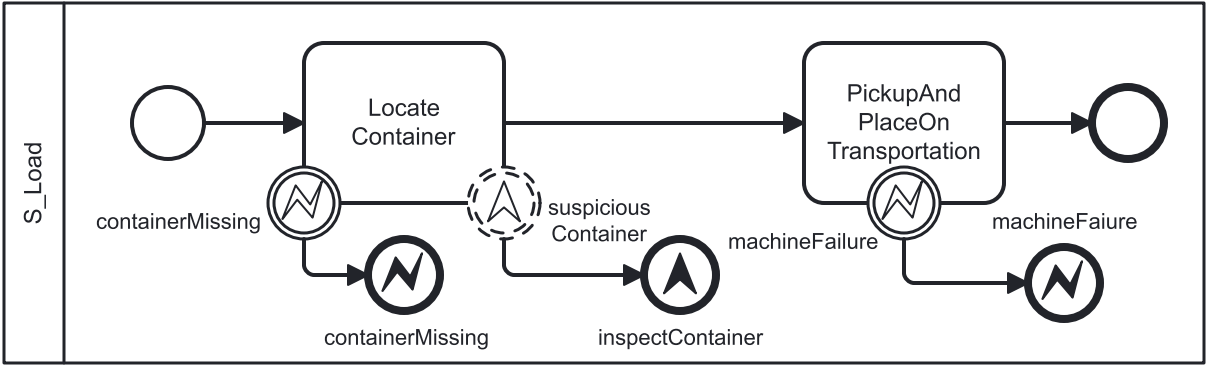 S_Load
Locate
Container
PickupAnd
PlaceOn
Transportation
containerMissing
suspicious
Container
machineFailure
machineFaiure
containerMissing
inspectContainer